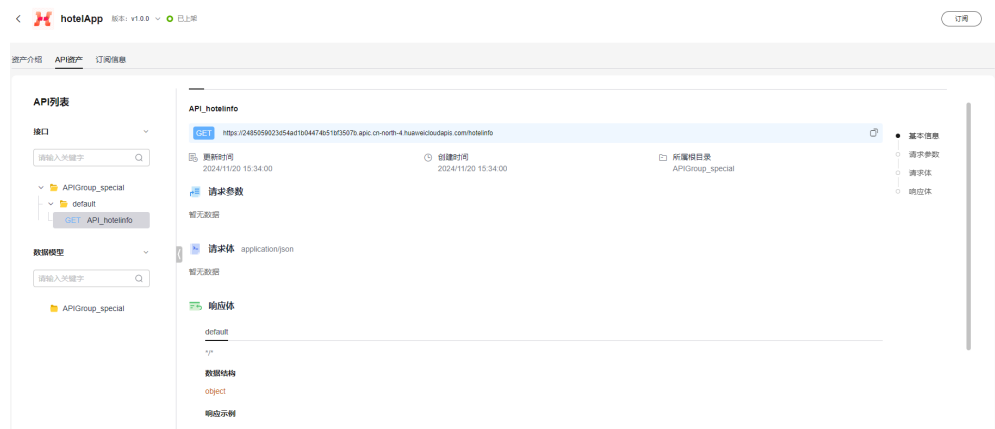 hotelApp 版本: v1.0.0 已上架 订阅
资产介绍 API资产 订阅信息
API列表
接口
请输入关键字
APIGroup_special
default
GET API_hotelinfo
数据模型
请输入关键字
APIGroup_special
API_hotelinfo
GET https://2485059023d54ad1b04474b51bf3507b.apic.cn-north-4.huaweicloudapis.com/hotelinfo
更新时间 创建时间 所属根目录
2024/11/20 15:34:00 2024/11/20 15:34:00 APIGroup_special
请求参数
暂无数据
请求体 application/json
暂无数据
响应体
default
*/*
数据结构
object
响应示例
基本信息
请求参数
请求体
响应体